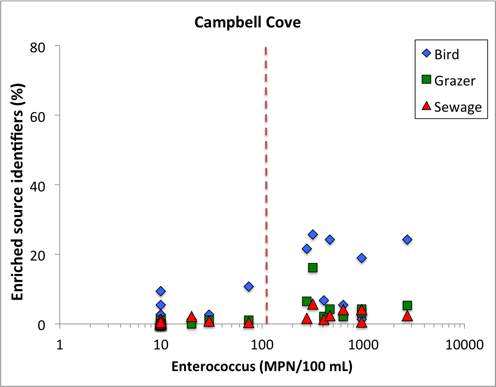 Campbell Cove
Enriched source identifiers (%)
80
60
40
20
0
1
10
100
1000
10000
Enterococcus (MPN/100 mL)
Bird
Grazer
Sewage